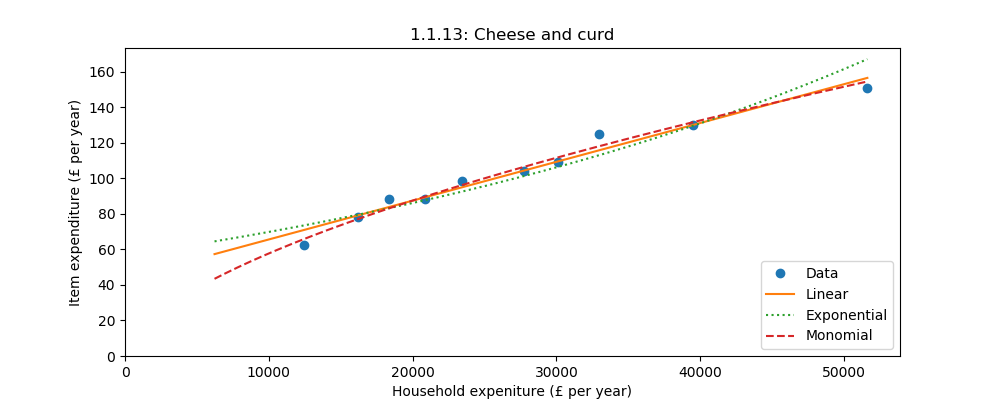 1.1.13: Cheese and curd
Item expenditure (£ per year)
160
140
120
100
80
60
40
20
0
0 10000 20000 30000 40000 50000
Household expeniture (£ per year)
Data
Linear
Exponential
Monomial